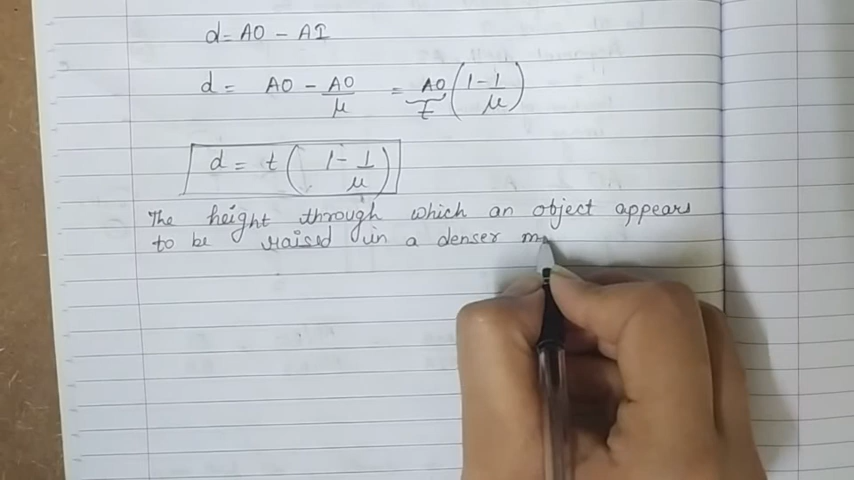 d = AO - AI
d = AO - AO/μ = AO/t (1 - 1/μ)
d = t (1 - 1/μ)
The height through which an object appears
to be raised in a denser m